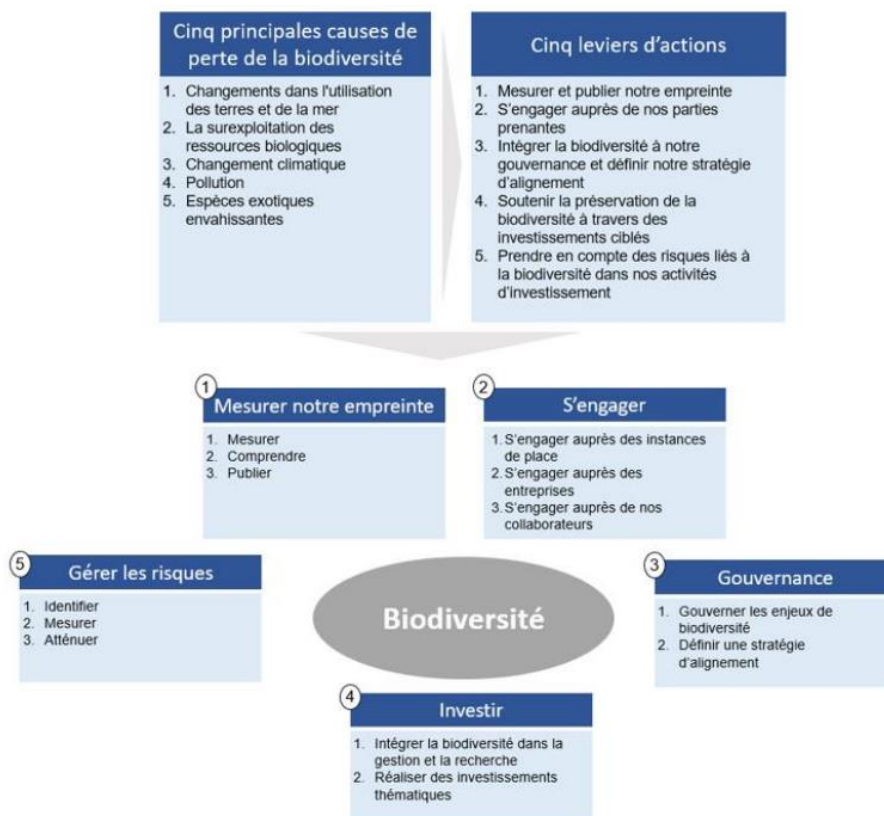 Cinq principales causes de
perte de la biodiversité
1. Changements dans l'utilisation
des terres et de la mer
2. La surexploitation des
ressources biologiques
3. Changement climatique
4. Pollution
5. Espèces exotiques
envahissantes
Cinq leviers d'actions
1. Mesurer et publier notre empreinte
2. S'engager auprès de nos parties
prenantes
3. Intégrer la biodiversité à notre
gouvernance et définir notre stratégie
d'alignement
4. Soutenir la préservation de la
biodiversité à travers des
investissements ciblés
5. Prendre en compte des risques liés à
la biodiversité dans nos activités
d'investissement
1
Mesurer notre empreinte
1. Mesurer
2. Comprendre
3. Publier
2
S'engager
1. S'engager auprès des instances
de place
2. S'engager auprès des
entreprises
3. S'engager auprès de nos
collaborateurs
5
Gérer les risques
1. Identifier
2. Mesurer
3. Atténuer
Biodiversité
3
Gouvernance
1. Gouverner les enjeux de
biodiversité
2. Définir une stratégie
d'alignement
4
Investir
1. Intégrer la biodiversité dans la
gestion et la recherche
2. Réaliser des investissements
thématiques